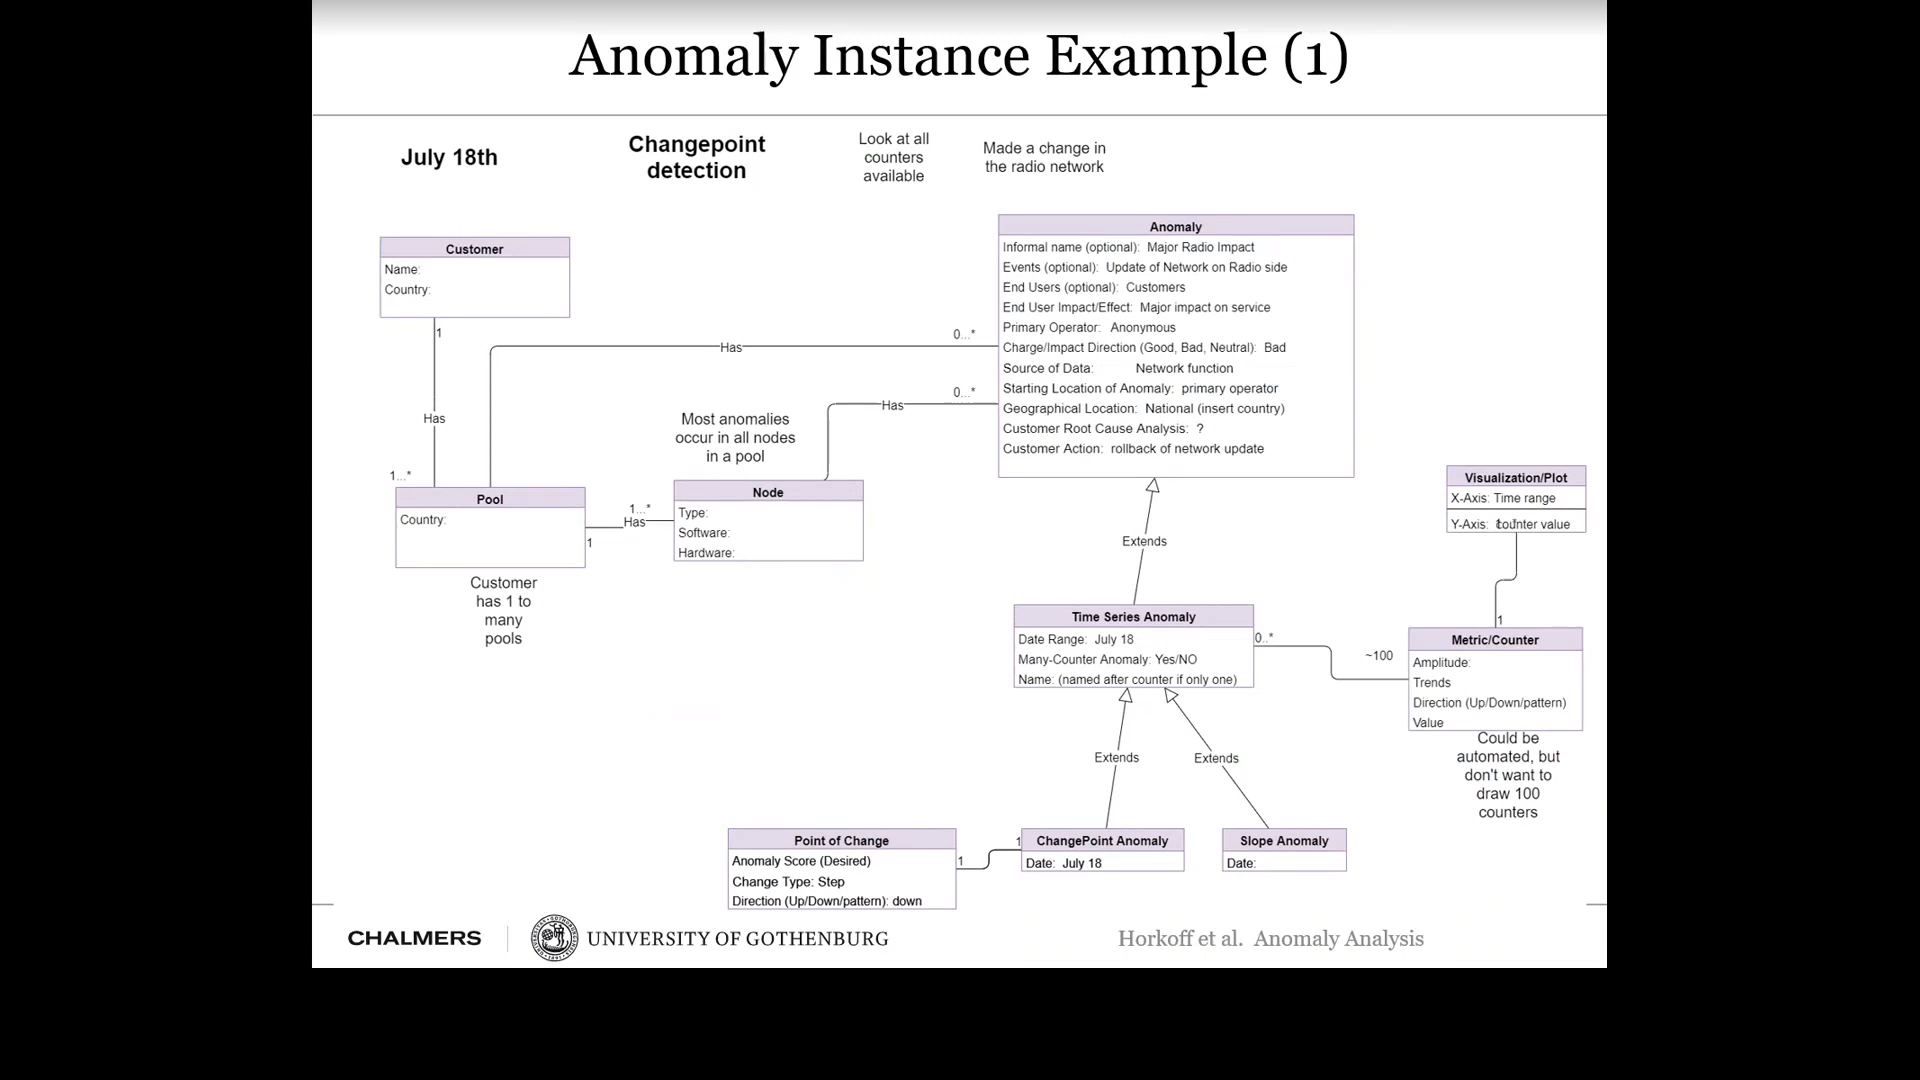 Anomaly Instance Example (1)
July 18th
Changepoint
detection
Look at all
counters
available
Made a change in
the radio network
Customer
Name:
Country:
1
Has
1...*
Pool
Country:
Customer
has 1 to
many
pools
1
Has
1...*
Most anomalies
occur in all nodes
in a pool
Node
Type:
Software:
Hardware:
Has
0...*
Has
0...*
Anomaly
Informal name (optional): Major Radio Impact
Events (optional): Update of Network on Radio side
End Users (optional): Customers
End User Impact/Effect: Major impact on service
Primary Operator: Anonymous
Charge/Impact Direction (Good, Bad, Neutral): Bad
Source of Data: Network function
Starting Location of Anomaly: primary operator
Geographical Location: National (insert country)
Customer Root Cause Analysis: ?
Customer Action: rollback of network update
Extends
Visualization/Plot
X-Axis: Time range
Y-Axis: counter value
1
Time Series Anomaly
Date Range: July 18
Many-Counter Anomaly: Yes/NO
Name: (named after counter if only one)
0..*
~100
Metric/Counter
Amplitude:
Trends
Direction (Up/Down/pattern)
Value
Could be
automated, but
don't want to
draw 100
counters
Extends
Extends
Point of Change
Anomaly Score (Desired)
Change Type: Step
Direction (Up/Down/pattern): down
1
1
ChangePoint Anomaly
Date: July 18
Slope Anomaly
Date:
CHALMERS
UNIVERSITY OF GOTHENBURG
Horkoff et al. Anomaly Analysis